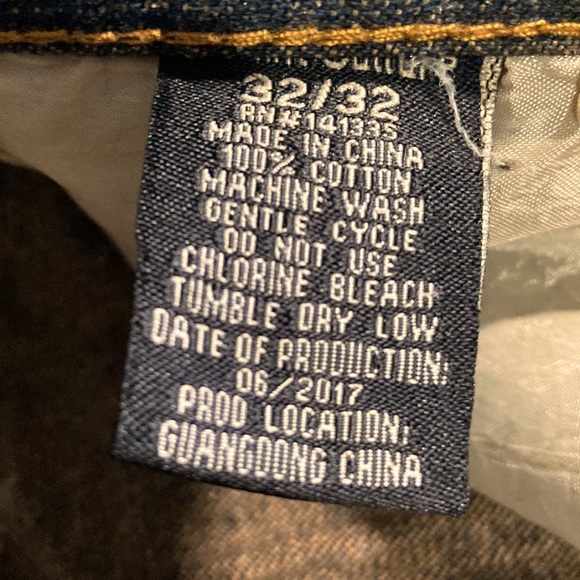 32/32
RN#141335
MADE IN CHINA
100% COTTON
MACHINE WASH
GENTLE CYCLE
DO NOT USE
CHLORINE BLEACH
TUMBLE DRY LOW
DATE OF PRODUCTION:
06/2017
PROD LOCATION:
GUANGDONG CHINA